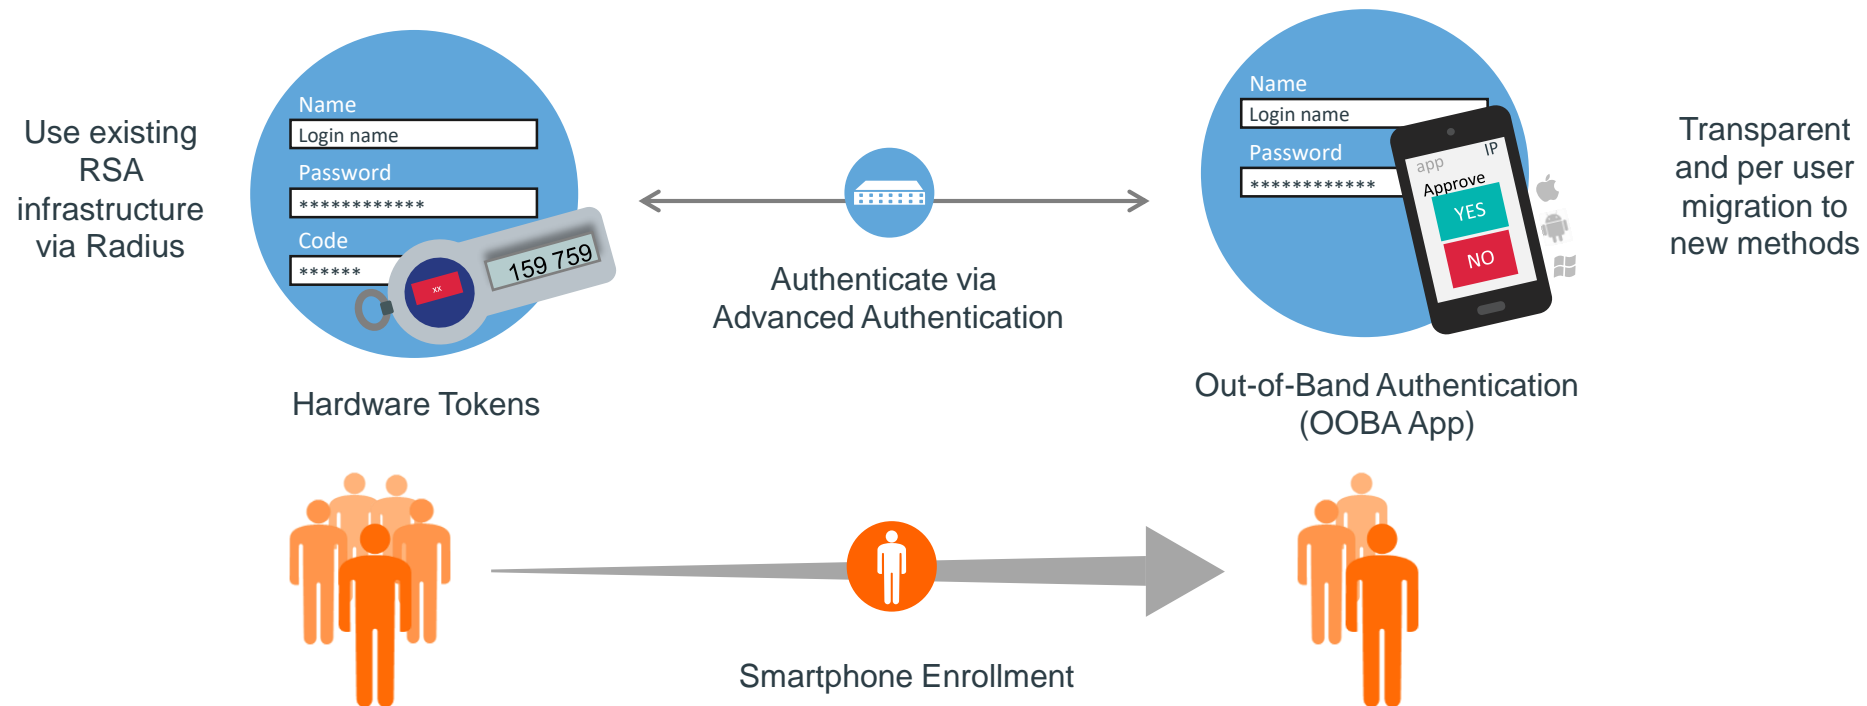 Use existing
RSA
infrastructure
via Radius
Name
Login name
Password
************
Code
******
xx
159 759
Hardware Tokens
Authenticate via
Advanced Authentication
Name
Login name
Password
************
app
IP
Approve
YES
NO
Out-of-Band Authentication
(OOBA App)
Transparent
and per user
migration to
new methods
Smartphone Enrollment